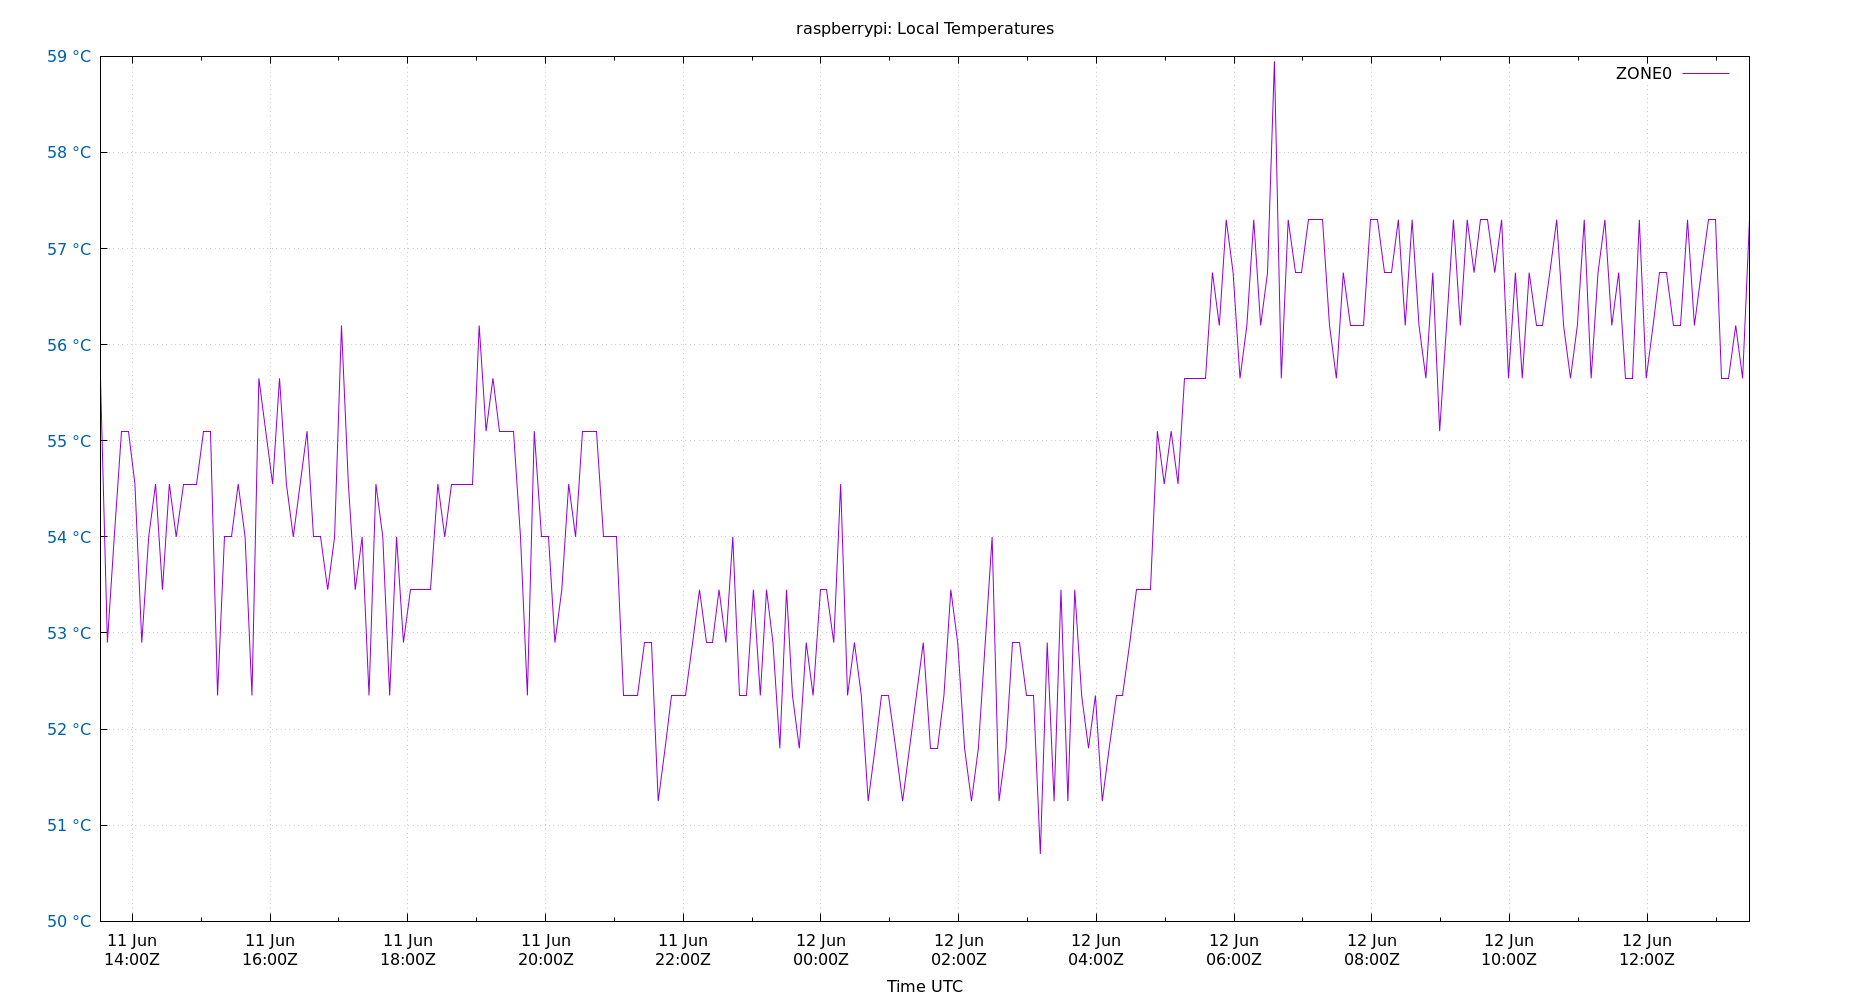 raspberrypi: Local Temperatures
ZONE0
59 °C
58 °C
57 °C
56 °C
55 °C
54 °C
53 °C
52 °C
51 °C
50 °C
11 Jun 11 Jun 11 Jun 11 Jun 11 Jun 12 Jun 12 Jun 12 Jun 12 Jun 12 Jun 12 Jun 12 Jun
14:00Z 16:00Z 18:00Z 20:00Z 22:00Z 00:00Z 02:00Z 04:00Z 06:00Z 08:00Z 10:00Z 12:00Z
Time UTC